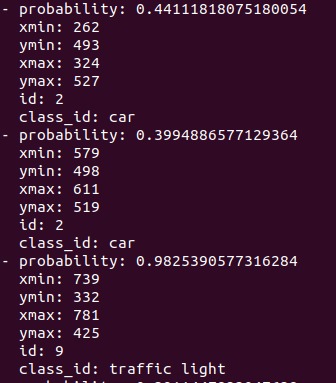 - probability: 0.44111818075180054
xmin: 262
ymin: 493
xmax: 324
ymax: 527
id: 2
class_id: car
- probability: 0.3994886577129364
xmin: 579
ymin: 498
xmax: 611
ymax: 519
id: 2
class_id: car
- probability: 0.9825390577316284
xmin: 739
ymin: 332
xmax: 781
ymax: 425
id: 9
class_id: traffic light